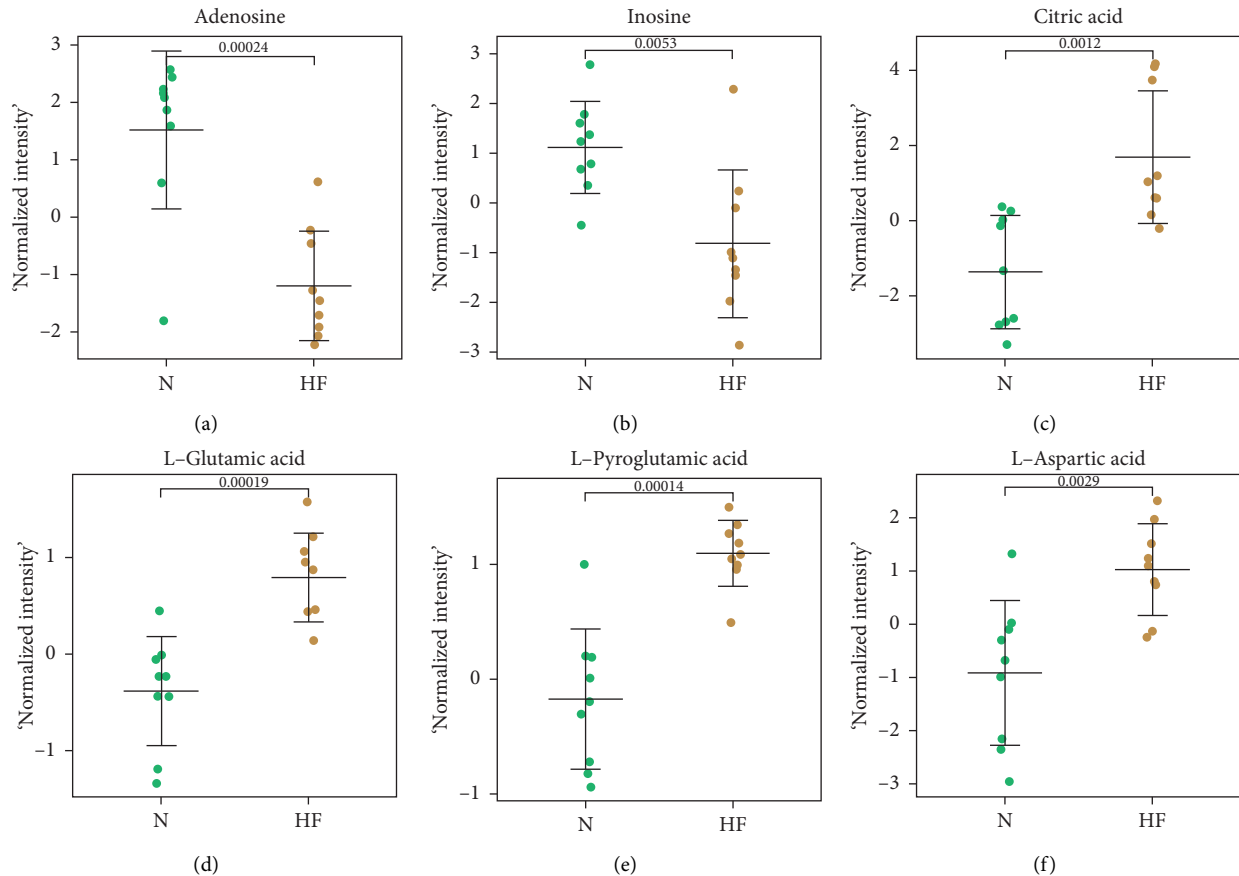 Adenosine
0.00024
3
2
1
0
−1
−2
‘Normalized intensity’
N HF
(a)
Inosine
0.0053
3
2
1
0
−1
−2
−3
‘Normalized intensity’
N HF
(b)
Citric acid
0.0012
4
2
0
−2
‘Normalized intensity’
N HF
(c)
L–Glutamic acid
0.00019
1
0
−1
‘Normalized intensity’
N HF
(d)
L–Pyroglutamic acid
0.00014
1
1
0
−1
‘Normalized intensity’
N HF
(e)
L–Aspartic acid
0.0029
2
1
0
−1
−2
−3
‘Normalized intensity’
N HF
(f)